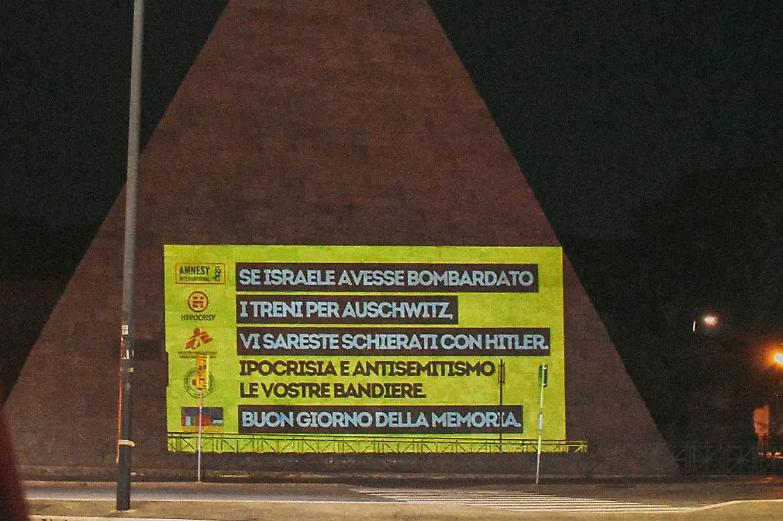 AMNESY
INTERNATIONAL
HYPOCRISY
SE ISRAELE AVESSE BOMBARDATO
I TRENI PER AUSCHWITZ,
VI SARESTE SCHIERATI CON HITLER.
IPOCRISIA E ANTISEMITISMO
LE VOSTRE BANDIERE.
BUON GIORNO DELLA MEMORIA.